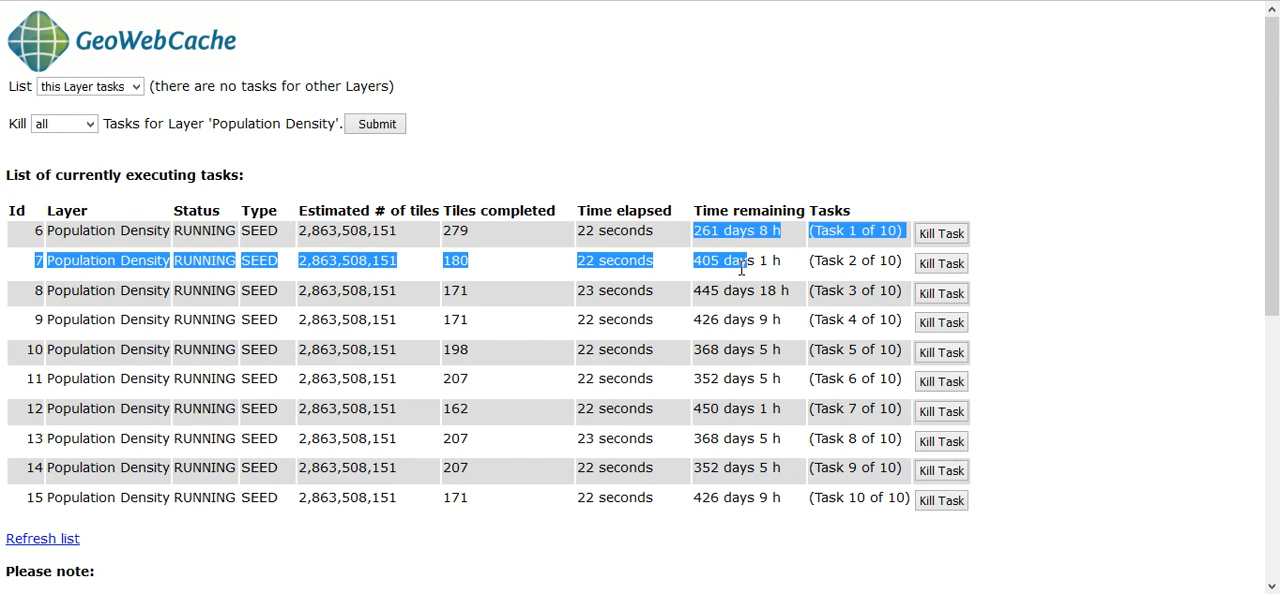 GeoWebCache
List this Layer tasks (there are no tasks for other Layers)
Kill all Tasks for Layer 'Population Density'. Submit
List of currently executing tasks:
Id Layer Status Type Estimated # of tiles Tiles completed Time elapsed Time remaining Tasks
6 Population Density RUNNING SEED 2,863,508,151 279 22 seconds 261 days 8 h (Task 1 of 10) Kill Task
7 Population Density RUNNING SEED 2,863,508,151 180 22 seconds 405 days 1 h (Task 2 of 10) Kill Task
8 Population Density RUNNING SEED 2,863,508,151 171 23 seconds 445 days 18 h (Task 3 of 10) Kill Task
9 Population Density RUNNING SEED 2,863,508,151 171 22 seconds 426 days 9 h (Task 4 of 10) Kill Task
10 Population Density RUNNING SEED 2,863,508,151 198 22 seconds 368 days 5 h (Task 5 of 10) Kill Task
11 Population Density RUNNING SEED 2,863,508,151 207 22 seconds 352 days 5 h (Task 6 of 10) Kill Task
12 Population Density RUNNING SEED 2,863,508,151 162 22 seconds 450 days 1 h (Task 7 of 10) Kill Task
13 Population Density RUNNING SEED 2,863,508,151 207 23 seconds 368 days 5 h (Task 8 of 10) Kill Task
14 Population Density RUNNING SEED 2,863,508,151 207 22 seconds 352 days 5 h (Task 9 of 10) Kill Task
15 Population Density RUNNING SEED 2,863,508,151 171 22 seconds 426 days 9 h (Task 10 of 10) Kill Task
Refresh list
Please note: